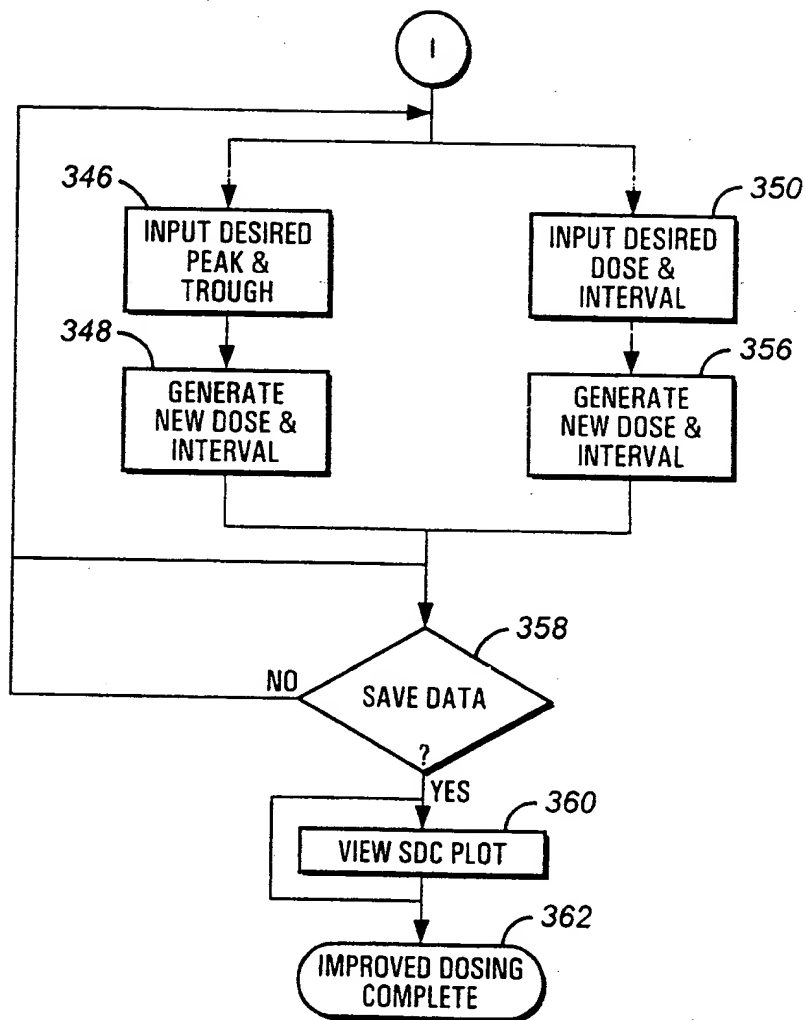 I
346
INPUT DESIRED
PEAK &
TROUGH
350
INPUT DESIRED
DOSE &
INTERVAL
348
GENERATE
NEW DOSE &
INTERVAL
356
GENERATE
NEW DOSE &
INTERVAL
358
NO
SAVE DATA
?
YES
360
VIEW SDC PLOT
362
IMPROVED DOSING
COMPLETE